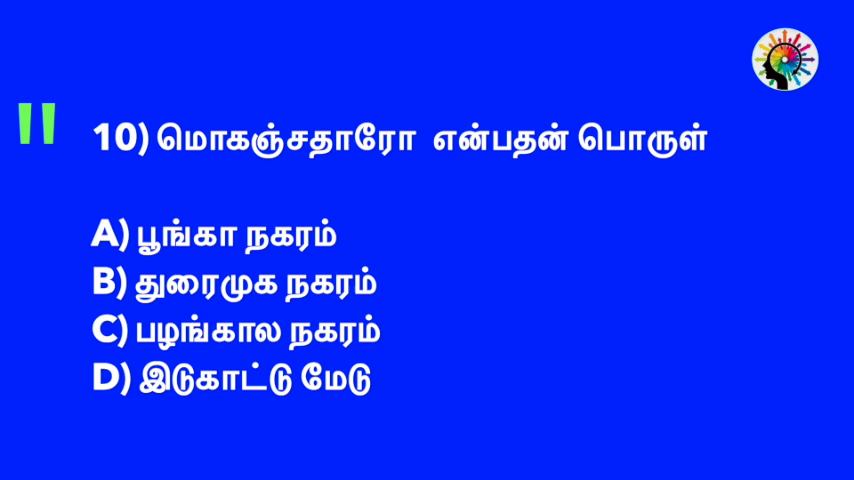 10) மொகஞ்சதாரோ என்பதன் பொருள்
A) பூங்கா நகரம்
B) துரைமுக நகரம்
C) பழங்கால நகரம்
D) இடுகாட்டு மேடு